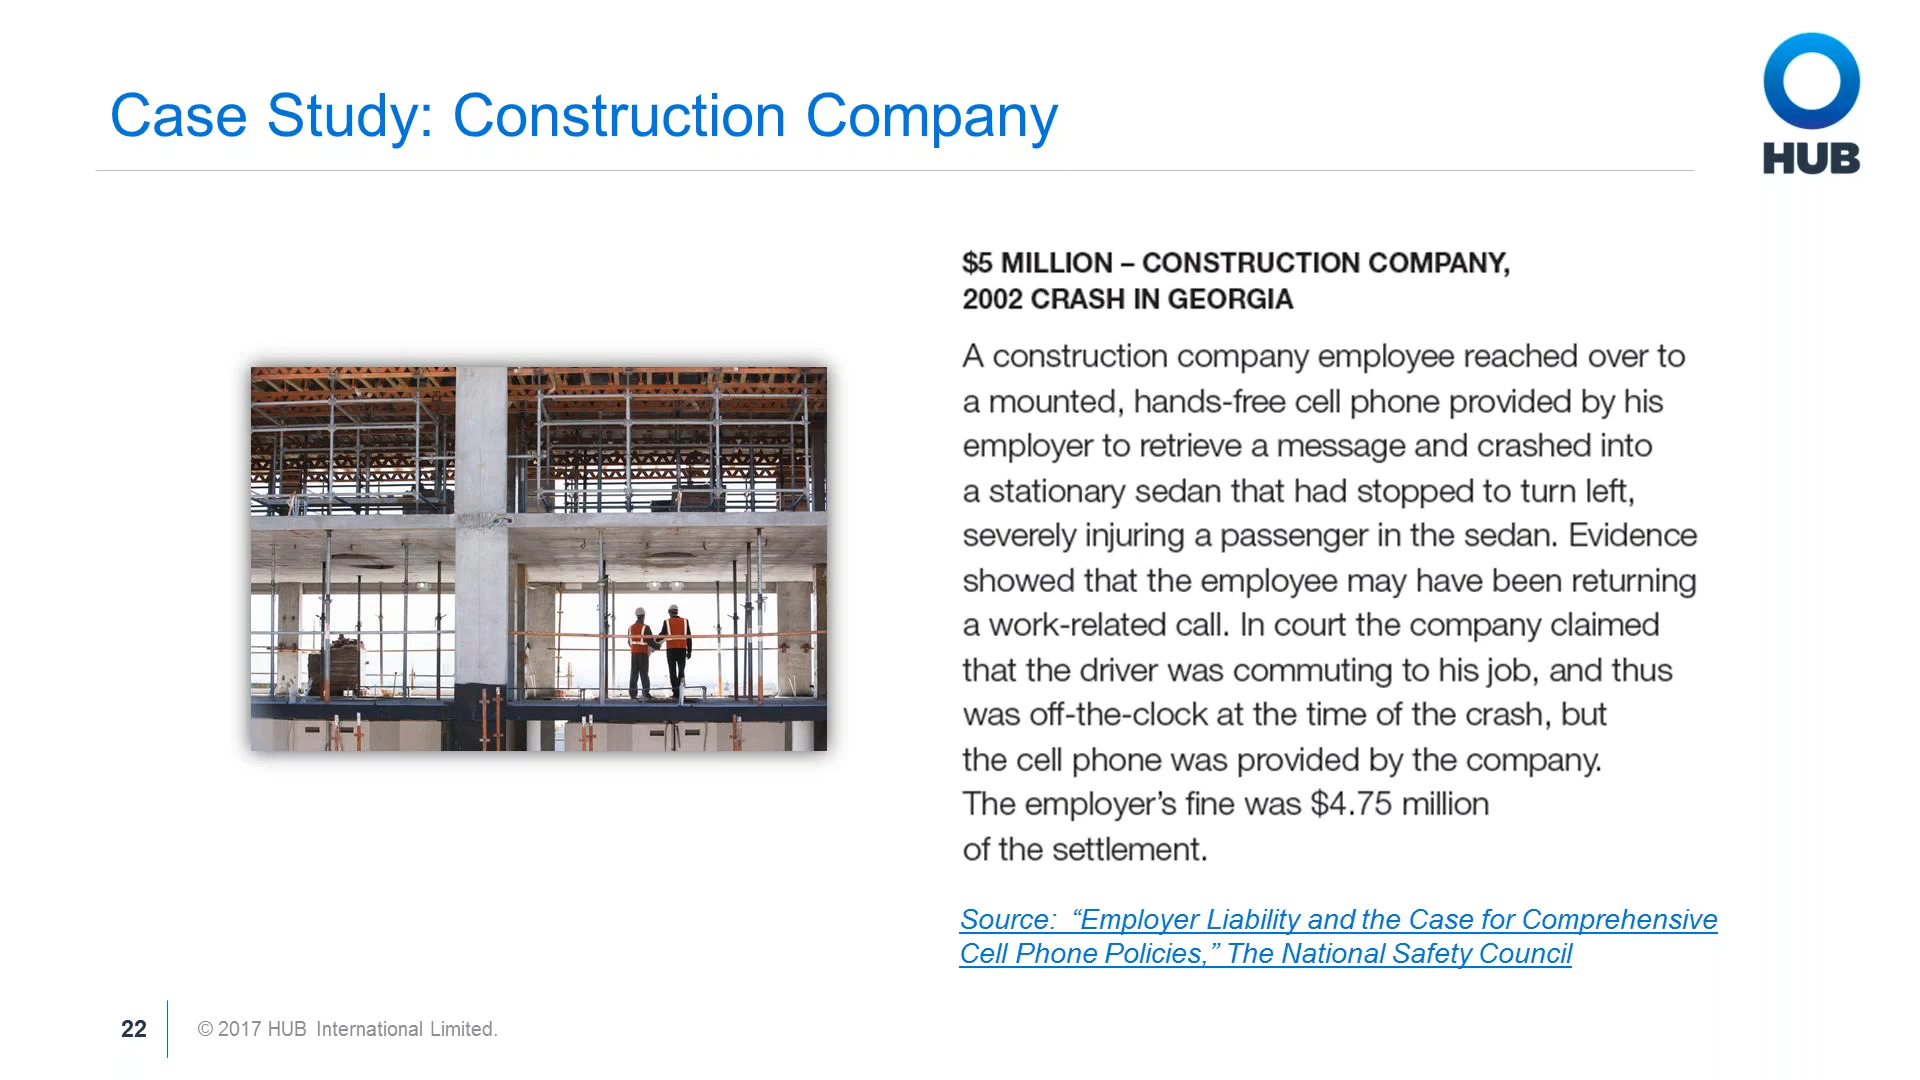 Case Study: Construction Company
HUB
$5 MILLION – CONSTRUCTION COMPANY,
2002 CRASH IN GEORGIA
A construction company employee reached over to
a mounted, hands-free cell phone provided by his
employer to retrieve a message and crashed into
a stationary sedan that had stopped to turn left,
severely injuring a passenger in the sedan. Evidence
showed that the employee may have been returning
a work-related call. In court the company claimed
that the driver was commuting to his job, and thus
was off-the-clock at the time of the crash, but
the cell phone was provided by the company.
The employer’s fine was $4.75 million
of the settlement.
Source:  “Employer Liability and the Case for Comprehensive
Cell Phone Policies,” The National Safety Council
22
© 2017 HUB International Limited.